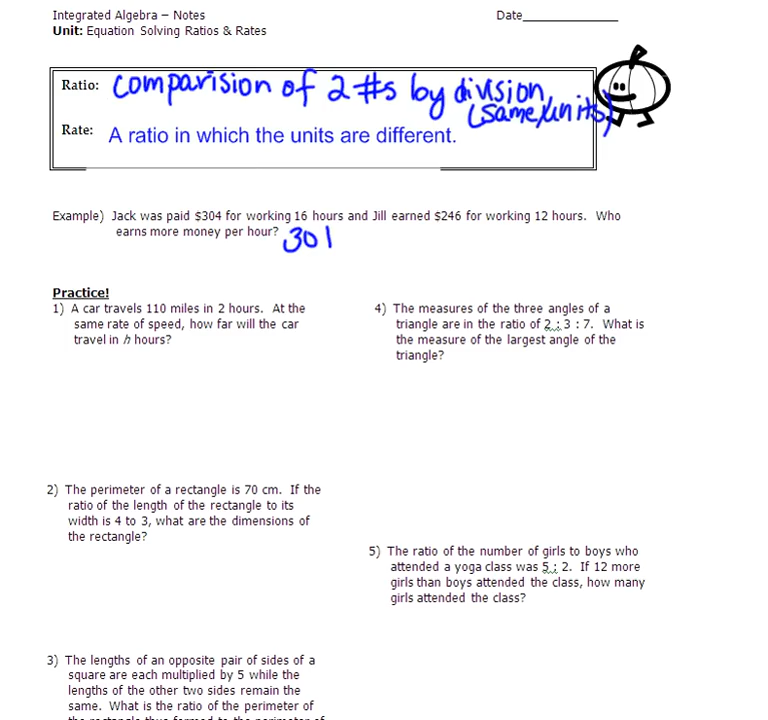 Integrated Algebra – Notes Date______________
Unit: Equation Solving Ratios & Rates
Ratio: comparision of 2 #s by division
(same units)
Rate: A ratio in which the units are different.
Example) Jack was paid $304 for working 16 hours and Jill earned $246 for working 12 hours. Who
earns more money per hour? 301
Practice!
1) A car travels 110 miles in 2 hours. At the
same rate of speed, how far will the car
travel in h hours?
2) The perimeter of a rectangle is 70 cm. If the
ratio of the length of the rectangle to its
width is 4 to 3, what are the dimensions of
the rectangle?
3) The lengths of an opposite pair of sides of a
square are each multiplied by 5 while the
lengths of the other two sides remain the
same. What is the ratio of the perimeter of
4) The measures of the three angles of a
triangle are in the ratio of 2 : 3 : 7. What is
the measure of the largest angle of the
triangle?
5) The ratio of the number of girls to boys who
attended a yoga class was 5 : 2. If 12 more
girls than boys attended the class, how many
girls attended the class?